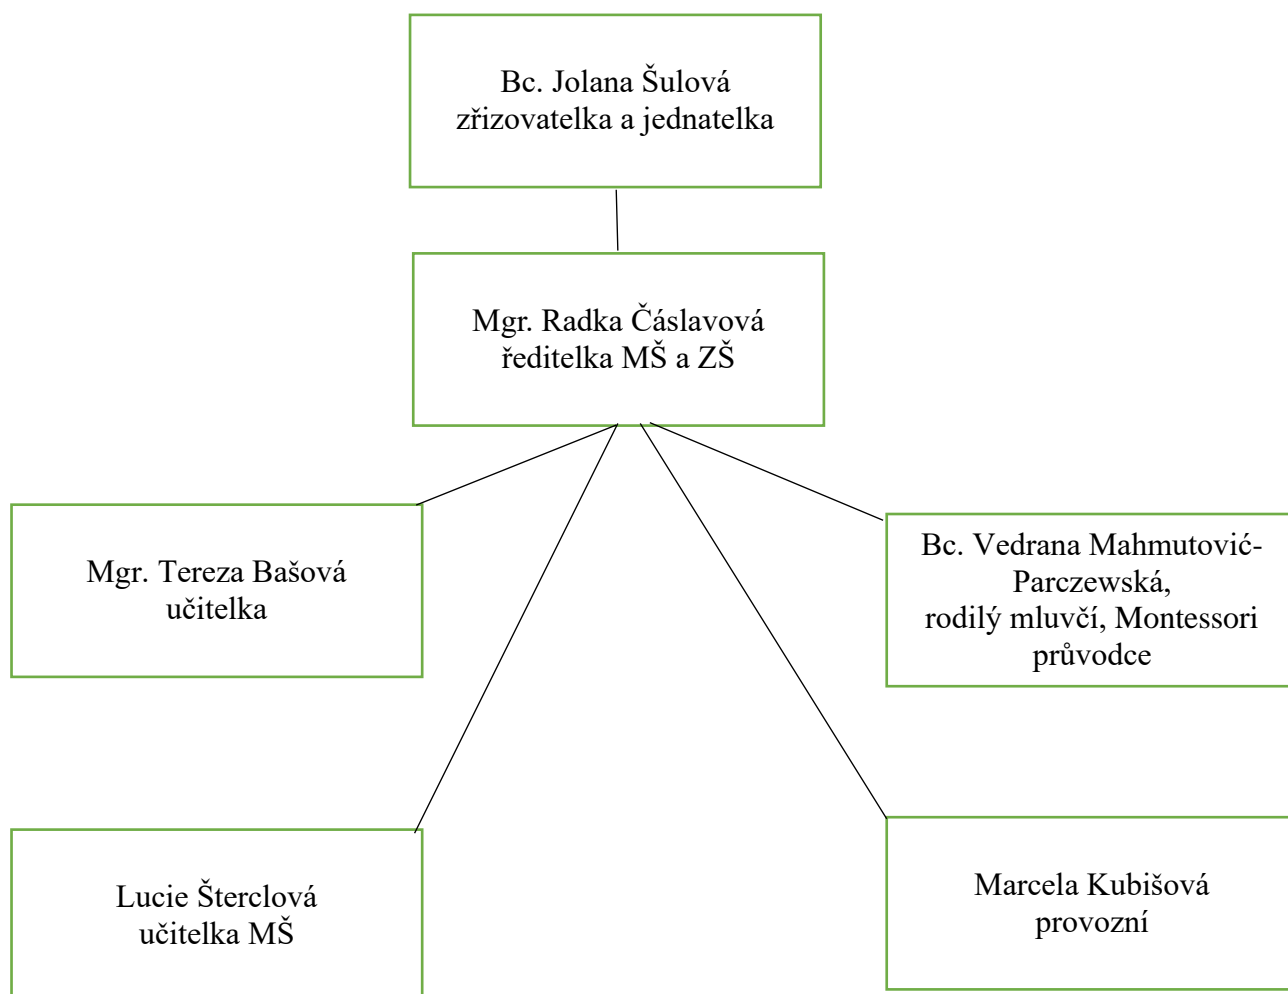 Bc. Jolana Šulová
zřizovatelka a jednatelka
Mgr. Radka Čáslavová
ředitelka MŠ a ZŠ
Mgr. Tereza Bašová
učitelka
Bc. Vedrana Mahmutović-
Parczewská,
rodilý mluvčí, Montessori
průvodce
Lucie Šterclová
učitelka MŠ
Marcela Kubišová
provozní